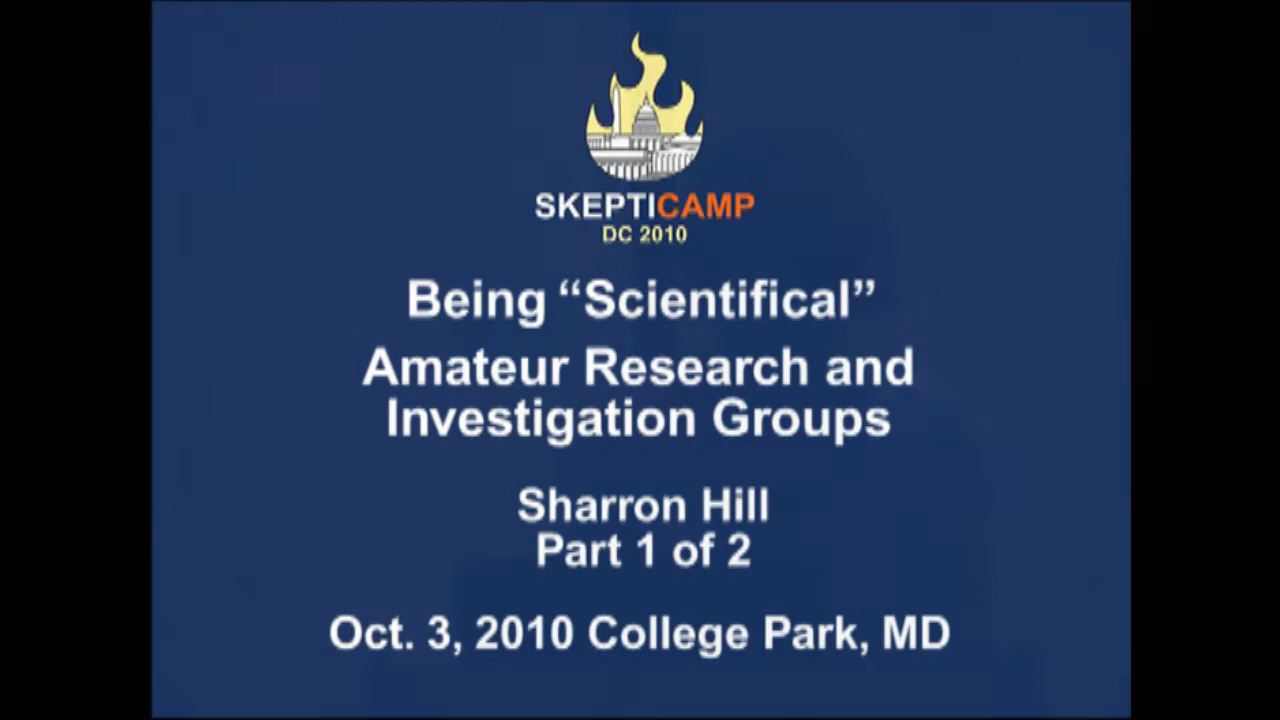 SKEPTICAMP
DC 2010
Being “Scientifical”
Amateur Research and
Investigation Groups
Sharron Hill
Part 1 of 2
Oct. 3, 2010 College Park, MD